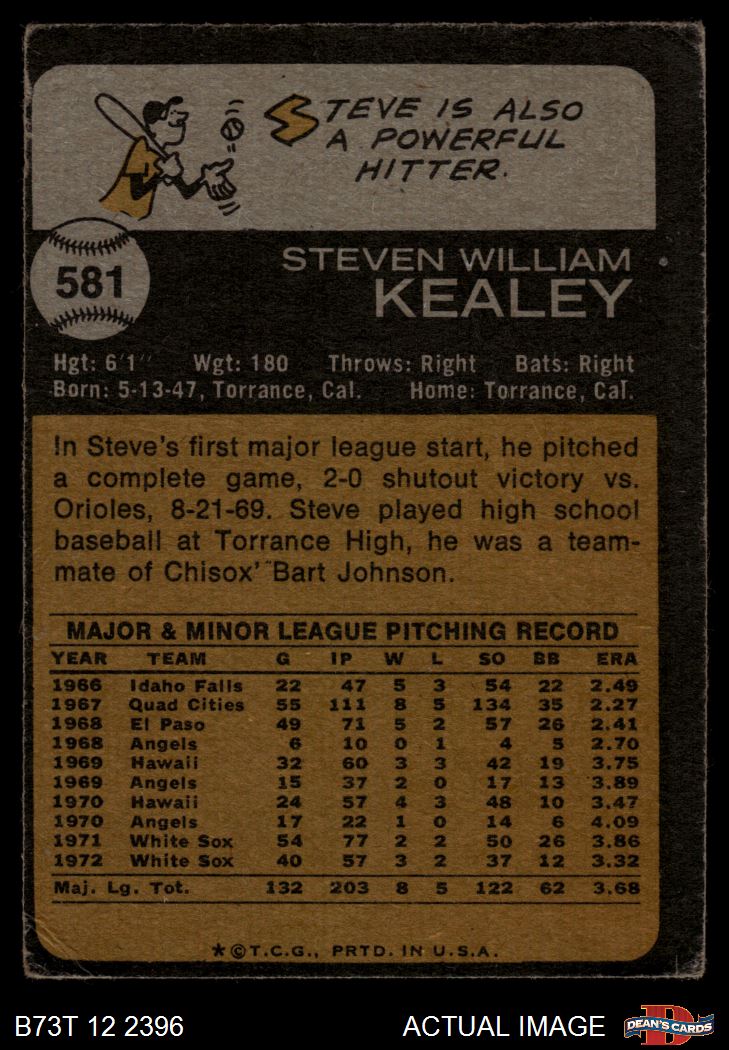 STEVE IS ALSO
A POWERFUL
HITTER.
581
STEVEN WILLIAM
KEALEY
Hgt: 6'1" Wgt: 180 Throws: Right Bats: Right
Born: 5-13-47, Torrance, Cal. Home: Torrance, Cal.
In Steve's first major league start, he pitched
a complete game, 2-0 shutout victory vs.
Orioles, 8-21-69. Steve played high school
baseball at Torrance High, he was a team-
mate of Chisox' Bart Johnson.
MAJOR & MINOR LEAGUE PITCHING RECORD
YEAR TEAM G IP W L SO BB ERA
1966 Idaho Falls 22 47 5 3 54 22 2.49
1967 Quad Cities 55 111 8 5 134 35 2.27
1968 El Paso 49 71 5 2 57 26 2.41
1968 Angels 6 10 0 1 4 5 2.70
1969 Hawaii 32 60 3 3 42 19 3.75
1969 Angels 15 37 2 0 17 13 3.89
1970 Hawaii 24 57 4 3 48 10 3.47
1970 Angels 17 22 1 0 14 6 4.09
1971 White Sox 54 77 2 2 50 26 3.86
1972 White Sox 40 57 3 2 37 12 3.32
Maj. Lg. Tot. 132 203 8 5 122 62 3.68
*©T.C.G., PRTD. IN U.S.A.
B73T 12 2396 ACTUAL IMAGE
D
DEAN'S CARDS